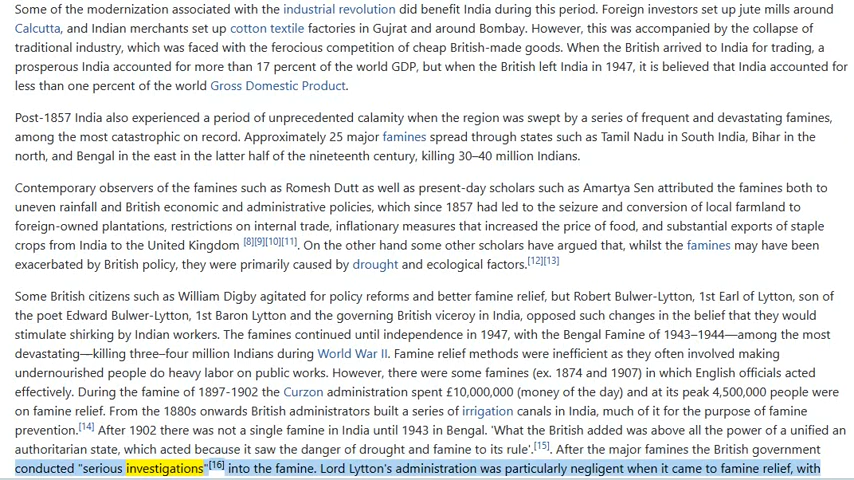 Some of the modernization associated with the industrial revolution did benefit India during this period. Foreign investors set up jute mills around
Calcutta, and Indian merchants set up cotton textile factories in Gujrat and around Bombay. However, this was accompanied by the collapse of
traditional industry, which was faced with the ferocious competition of cheap British-made goods. When the British arrived to India for trading, a
prosperous India accounted for more than 17 percent of the world GDP, but when the British left India in 1947, it is believed that India accounted for
less than one percent of the world Gross Domestic Product.
Post-1857 India also experienced a period of unprecedented calamity when the region was swept by a series of frequent and devastating famines,
among the most catastrophic on record. Approximately 25 major famines spread through states such as Tamil Nadu in South India, Bihar in the
north, and Bengal in the east in the latter half of the nineteenth century, killing 30–40 million Indians.
Contemporary observers of the famines such as Romesh Dutt as well as present-day scholars such as Amartya Sen attributed the famines both to
uneven rainfall and British economic and administrative policies, which since 1857 had led to the seizure and conversion of local farmland to
foreign-owned plantations, restrictions on internal trade, inflationary measures that increased the price of food, and substantial exports of staple
crops from India to the United Kingdom [8][9][10][11]. On the other hand some other scholars have argued that, whilst the famines may have been
exacerbated by British policy, they were primarily caused by drought and ecological factors.[12][13]
Some British citizens such as William Digby agitated for policy reforms and better famine relief, but Robert Bulwer-Lytton, 1st Earl of Lytton, son of
the poet Edward Bulwer-Lytton, 1st Baron Lytton and the governing British viceroy in India, opposed such changes in the belief that they would
stimulate shirking by Indian workers. The famines continued until independence in 1947, with the Bengal Famine of 1943–1944—among the most
devastating—killing three–four million Indians during World War II. Famine relief methods were inefficient as they often involved making
undernourished people do heavy labor on public works. However, there were some famines (ex. 1874 and 1907) in which English officials acted
effectively. During the famine of 1897-1902 the Curzon administration spent £10,000,000 (money of the day) and at its peak 4,500,000 people were
on famine relief. From the 1880s onwards British administrators built a series of irrigation canals in India, much of it for the purpose of famine
prevention.[14] After 1902 there was not a single famine in India until 1943 in Bengal. 'What the British added was above all the power of a unified an
authoritarian state, which acted because it saw the danger of drought and famine to its rule'.[15]. After the major famines the British government
conducted "serious investigations"[16] into the famine. Lord Lytton's administration was particularly negligent when it came to famine relief, with